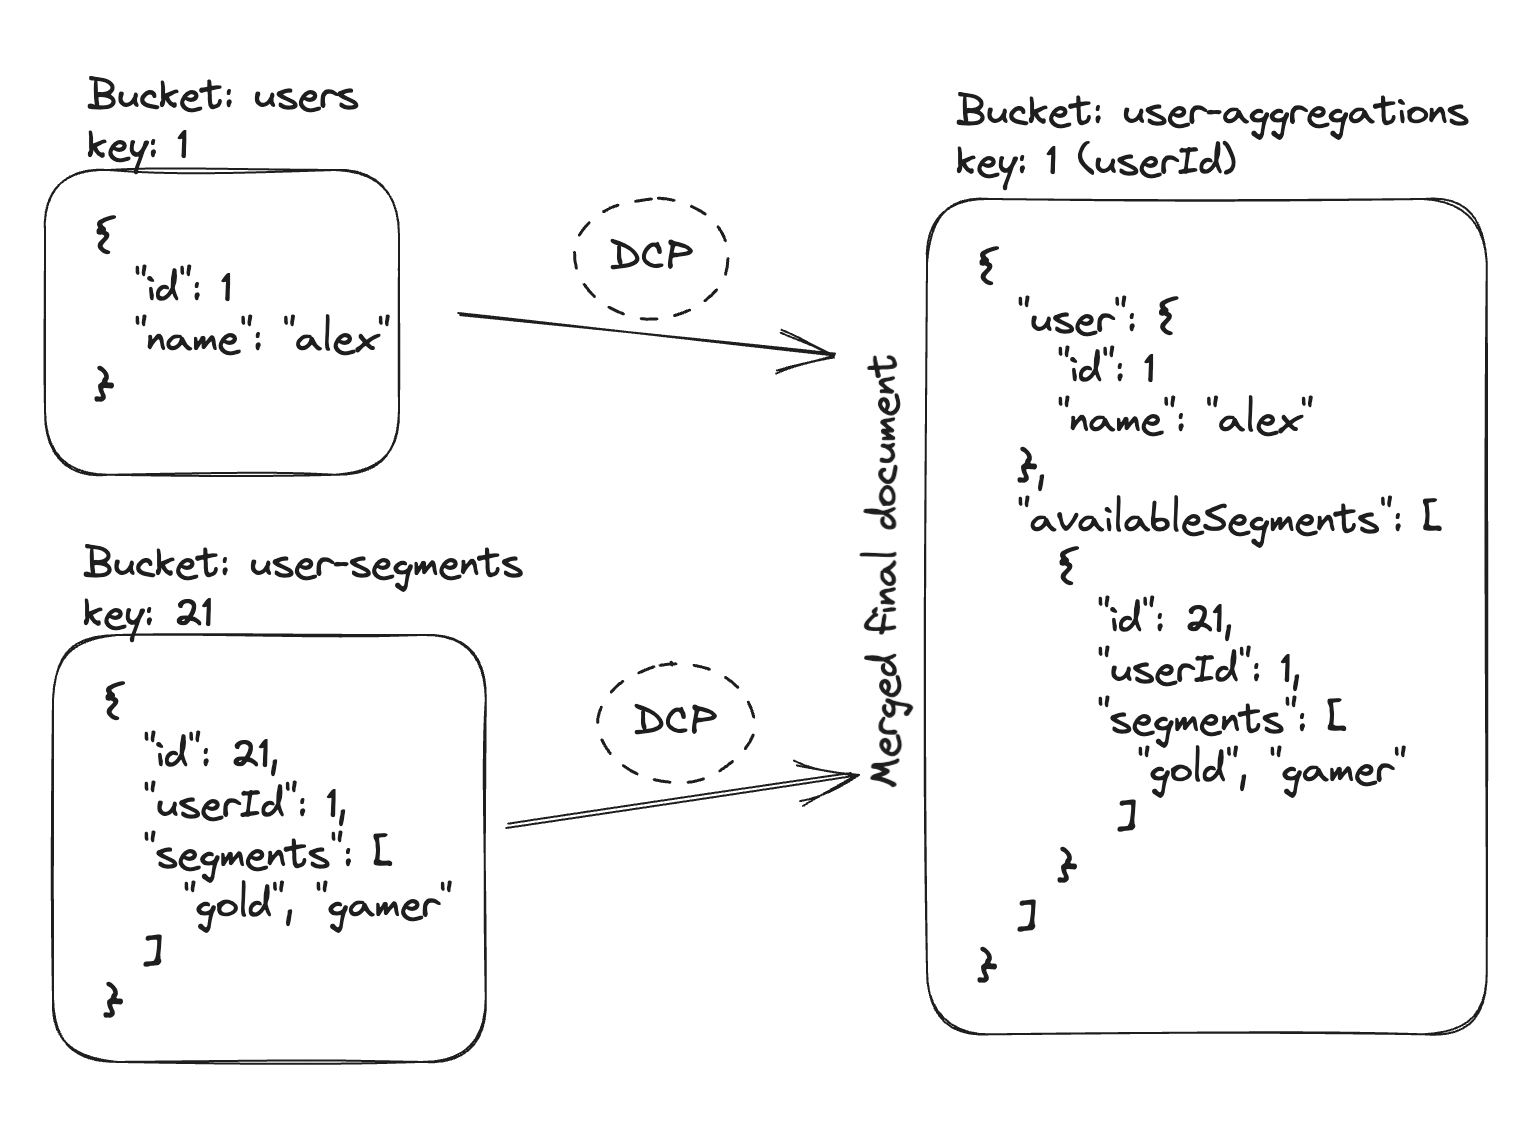 Bucket: users
key: 1
{
"id": 1
"name": "alex"
}
DCP
Bucket: user-segments
key: 21
{
"id": 21,
"userId": 1,
"segments": [
"gold", "gamer"
]
}
DCP
Merged final document
Bucket: user-aggregations
key: 1 (userId)
{
"user": {
"id": 1
"name": "alex"
},
"availableSegments": [
{
"id": 21,
"userId": 1,
"segments": [
"gold", "gamer"
]
}
]
}